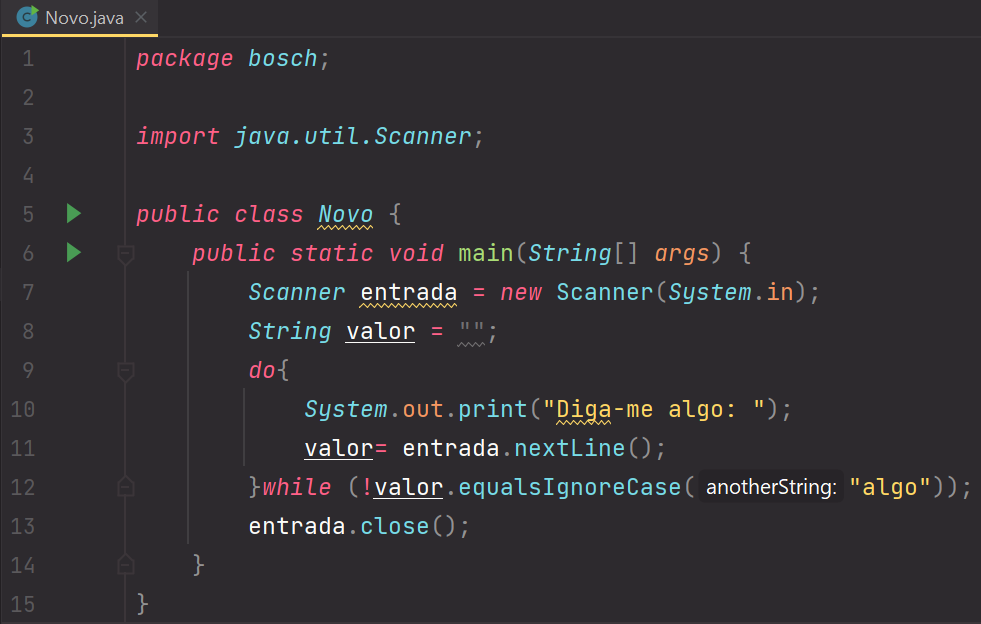 Novo.java
1 package bosch;
2
3 import java.util.Scanner;
4
5 public class Novo {
6     public static void main(String[] args) {
7         Scanner entrada = new Scanner(System.in);
8         String valor = "";
9         do{
10             System.out.print("Diga-me algo: ");
11             valor= entrada.nextLine();
12         }while (!valor.equalsIgnoreCase( anotherString: "algo"));
13         entrada.close();
14     }
15 }